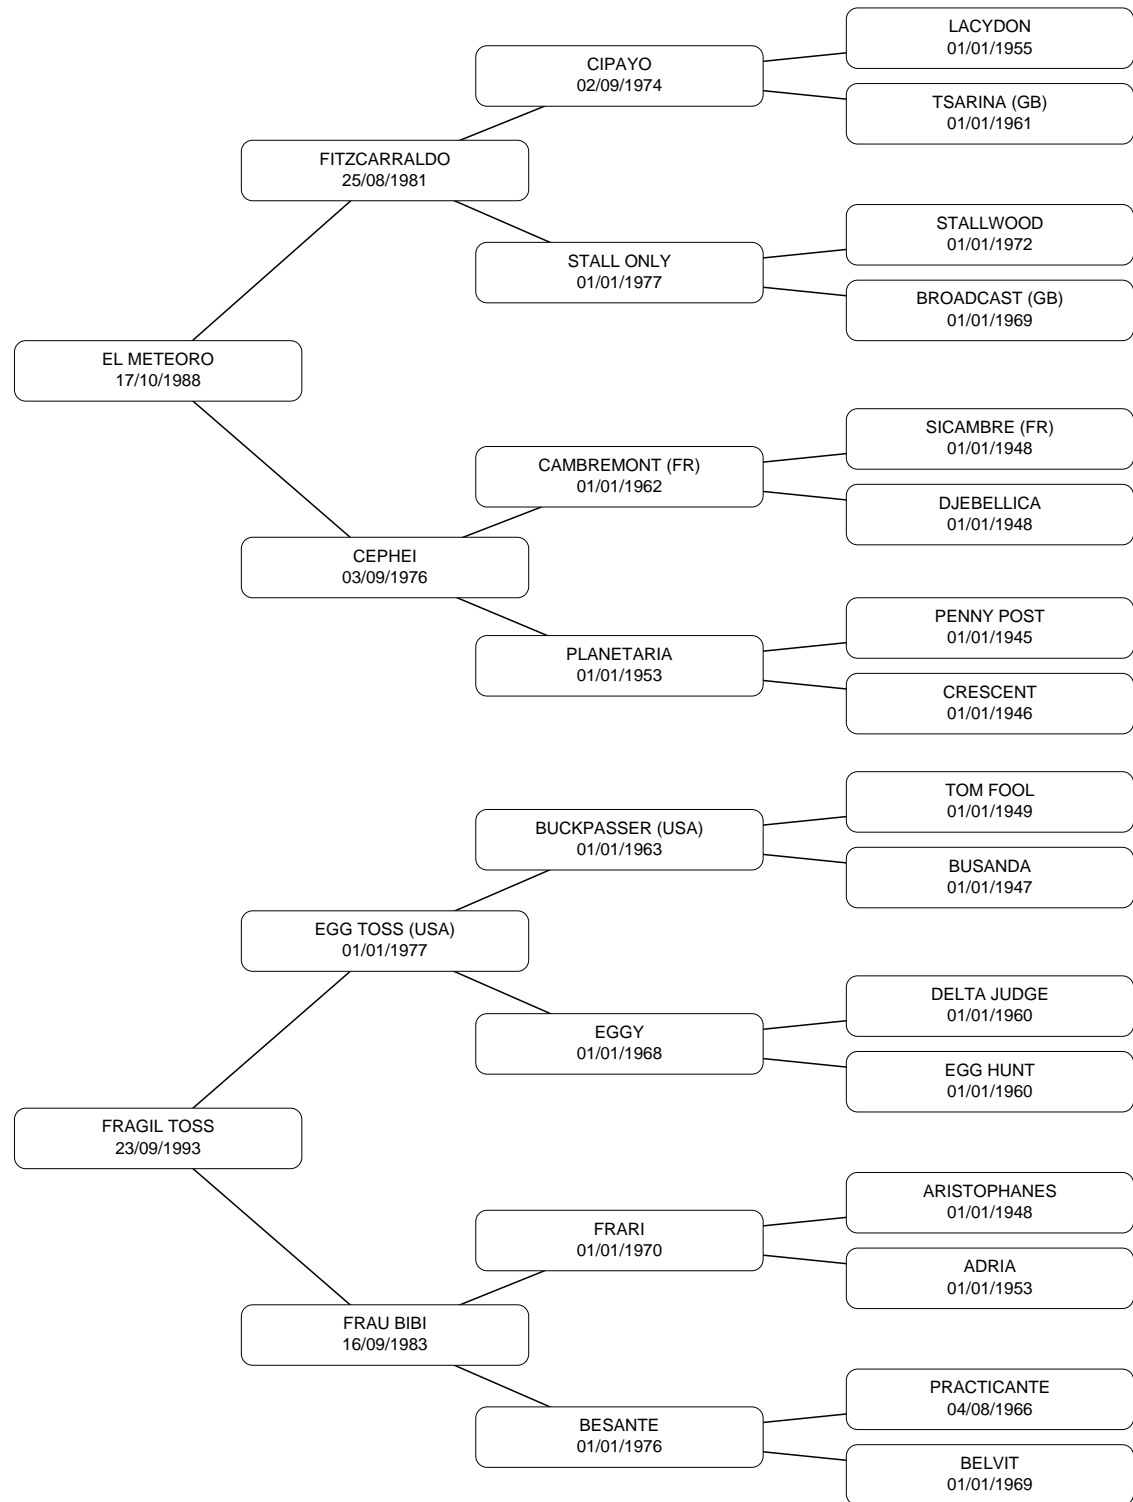 LACYDON
01/01/1955
CIPAYO
02/09/1974
TSARINA (GB)
01/01/1961
FITZCARRALDO
25/08/1981
STALLWOOD
01/01/1972
STALL ONLY
01/01/1977
BROADCAST (GB)
01/01/1969
EL METEORO
17/10/1988
SICAMBRE (FR)
01/01/1948
CAMBREMONT (FR)
01/01/1962
DJEBELLICA
01/01/1948
CEPHEI
03/09/1976
PENNY POST
01/01/1945
PLANETARIA
01/01/1953
CRESCENT
01/01/1946
TOM FOOL
01/01/1949
BUCKPASSER (USA)
01/01/1963
BUSANDA
01/01/1947
EGG TOSS (USA)
01/01/1977
DELTA JUDGE
01/01/1960
EGGY
01/01/1968
EGG HUNT
01/01/1960
FRAGIL TOSS
23/09/1993
ARISTOPHANES
01/01/1948
FRARI
01/01/1970
ADRIA
01/01/1953
FRAU BIBI
16/09/1983
PRACTICANTE
04/08/1966
BESANTE
01/01/1976
BELVIT
01/01/1969